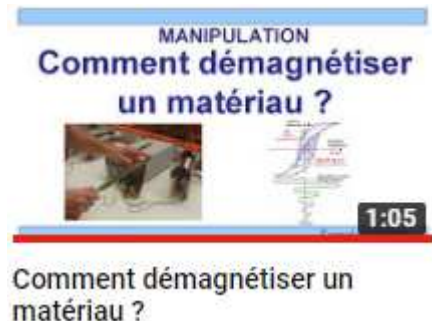 MANIPULATION
Comment démagnétiser
un matériau ?
1:05
Comment démagnétiser un
matériau ?